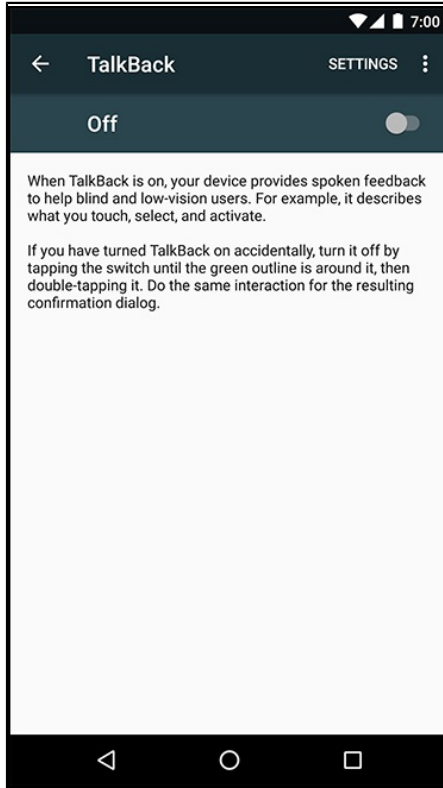 7:00
TalkBack SETTINGS
Off
When TalkBack is on, your device provides spoken feedback
to help blind and low-vision users. For example, it describes
what you touch, select, and activate.
If you have turned TalkBack on accidentally, turn it off by
tapping the switch until the green outline is around it, then
double-tapping it. Do the same interaction for the resulting
confirmation dialog.